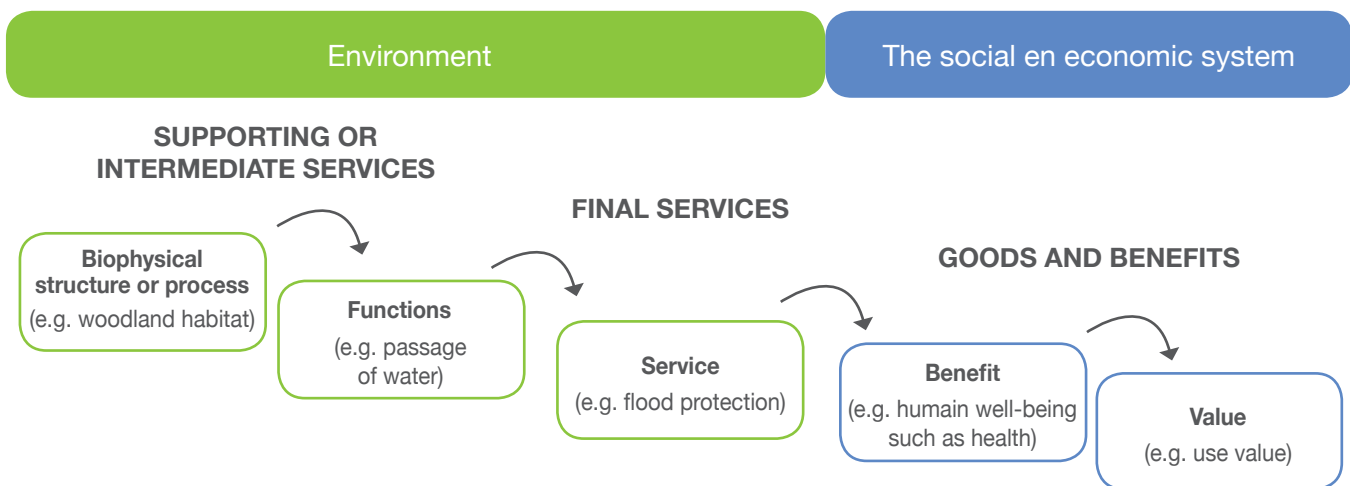 Environment
The social en economic system
SUPPORTING OR
INTERMEDIATE SERVICES
FINAL SERVICES
GOODS AND BENEFITS
Biophysical
structure or process
(e.g. woodland habitat)
Functions
(e.g. passage
of water)
Service
(e.g. flood protection)
Benefit
(e.g. humain well-being
such as health)
Value
(e.g. use value)